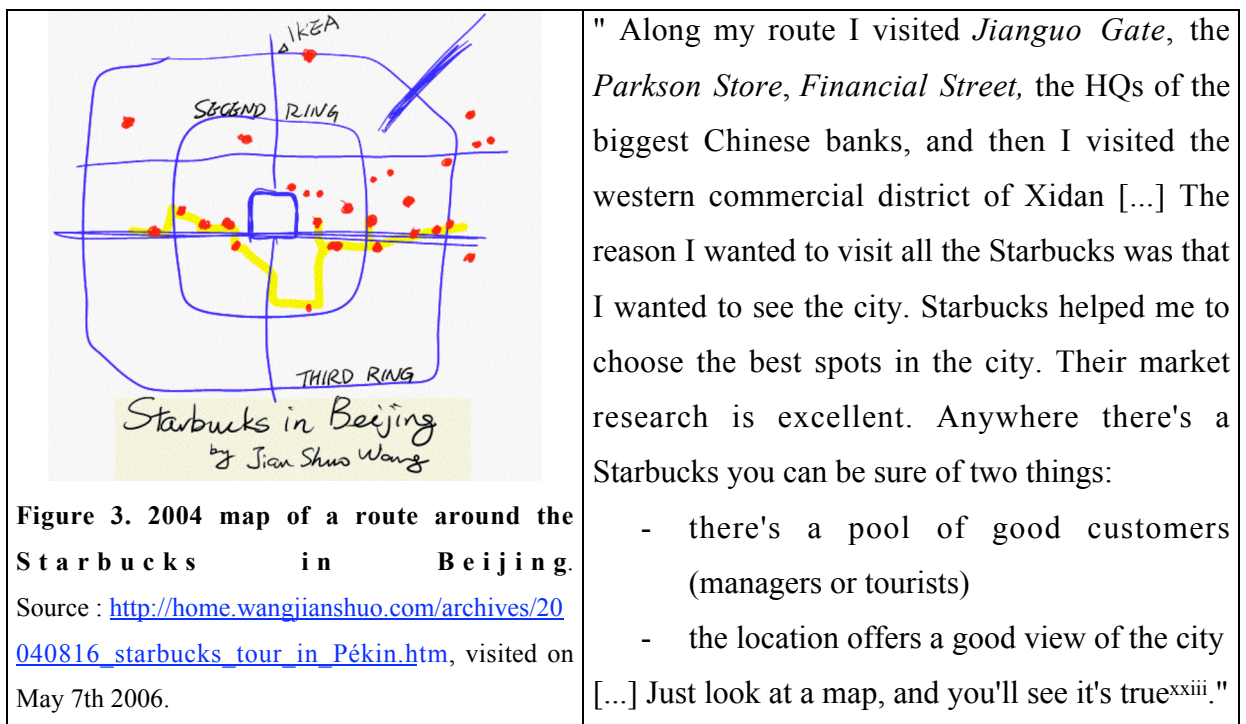 IKEA
SECEND RING
THIRD RING
Starbucks in Beijing
by Jian Shuo Wang
Figure 3. 2004 map of a route around the
Starbucks in Beijing.
Source : http://home.wangjianshuo.com/archives/20
040816_starbucks_tour_in_Pékin.htm, visited on
May 7th 2006.
" Along my route I visited Jianguo Gate, the
Parkson Store, Financial Street, the HQs of the
biggest Chinese banks, and then I visited the
western commercial district of Xidan [...] The
reason I wanted to visit all the Starbucks was that
I wanted to see the city. Starbucks helped me to
choose the best spots in the city. Their market
research is excellent. Anywhere there's a
Starbucks you can be sure of two things:
- there's a pool of good customers
(managers or tourists)
- the location offers a good view of the city
[...] Just look at a map, and you'll see it's truexxiii."